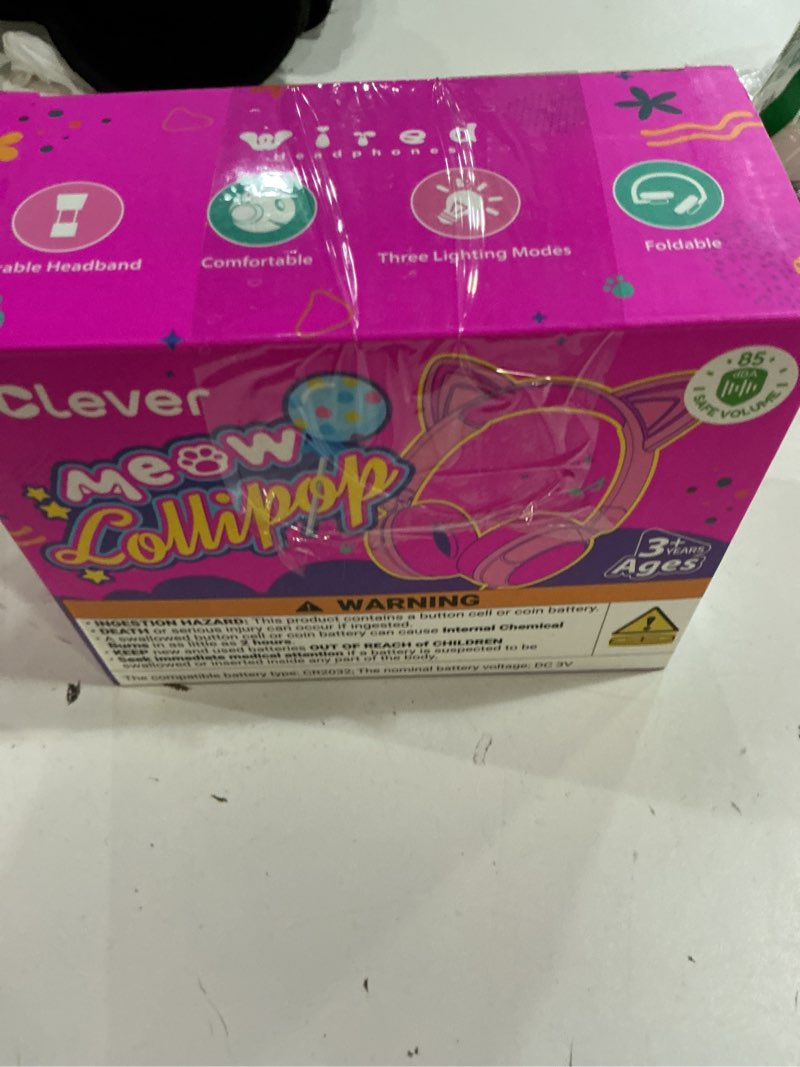 Wired
Headphones
rable Headband
Comfortable
Three Lighting Modes
Foldable
Clever
Meow
Lollipop
85
dBA
SAFE VOLUME
3+ YEARS
Ages
WARNING
• INGESTION HAZARD: This product contains a button cell or coin battery.
• DEATH or serious injury can occur if ingested.
• A swallowed button cell or coin battery can cause Internal Chemical
Burns in as little as 2 hours.
• KEEP new and used batteries OUT OF REACH of CHILDREN
• Seek immediate medical attention if a battery is suspected to be
swallowed or inserted inside any part of the body.
The compatible battery type: CR2032; The nominal battery voltage: DC 3V